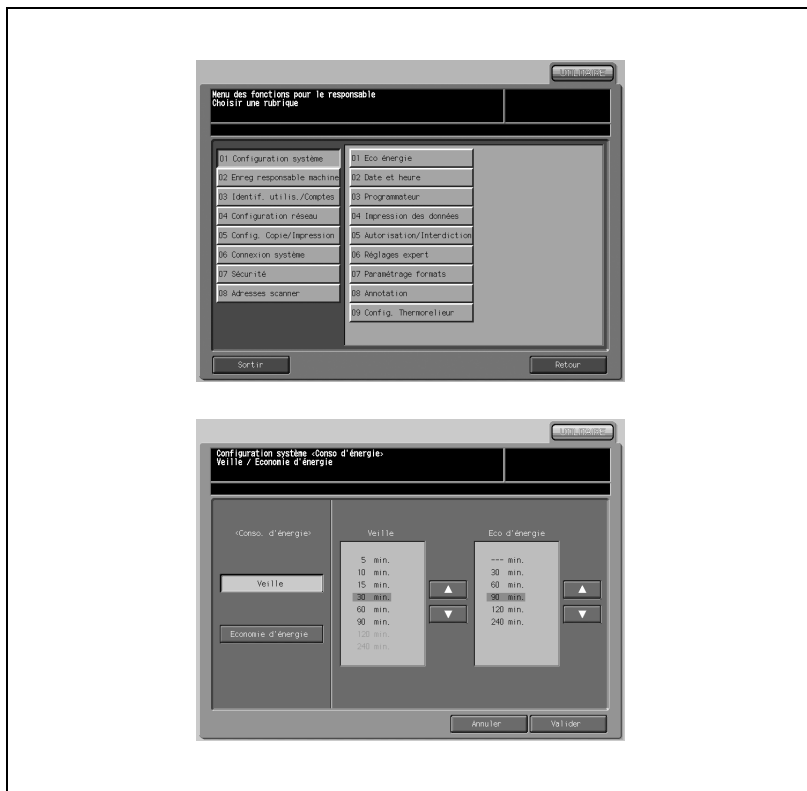 Menu des fonctions pour le responsable
Choisir une rubrique
01 Configuration système
02 Enreg responsable machine
03 Identif. utilis./Comptes
04 Configuration réseau
05 Config. Copie/Impression
06 Connexion système
07 Sécurité
08 Adresses scanner
01 Eco énergie
02 Date et heure
03 Programmateur
04 Impression des données
05 Autorisation/Interdiction
06 Réglages expert
07 Paramétrage formats
08 Annotation
09 Config. Thermorelieur
Sortir
Retour
Configuration système <Conso d'énergie>
Veille / Economie d'énergie
<Conso. d'énergie>
Veille
Economie d'énergie
Veille
5 min.
10 min.
15 min.
30 min.
60 min.
90 min.
120 min.
240 min.
Eco d'énergie
--- min.
30 min.
60 min.
90 min.
120 min.
240 min.
Annuler
Valider